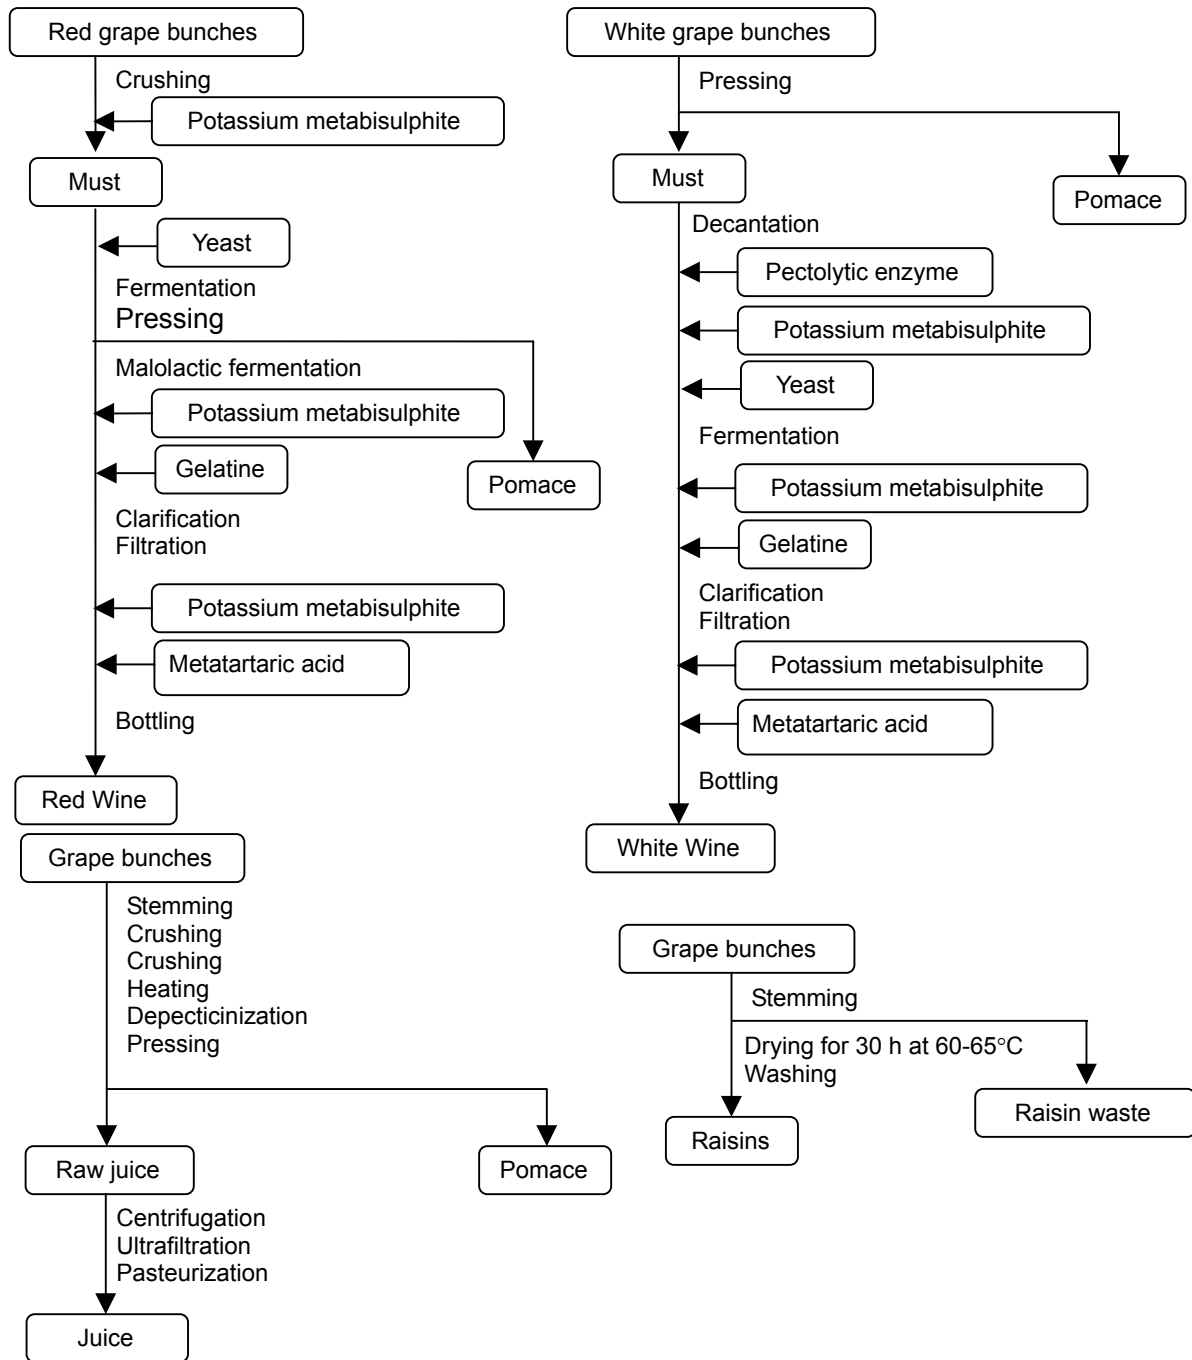 Red grape bunches
Crushing
Potassium metabisulphite
Must
Yeast
Fermentation
Pressing
Malolactic fermentation
Potassium metabisulphite
Gelatine
Pomace
Clarification
Filtration
Potassium metabisulphite
Metatartaric acid
Bottling
Red Wine
White grape bunches
Pressing
Must
Pomace
Decantation
Pectolytic enzyme
Potassium metabisulphite
Yeast
Fermentation
Potassium metabisulphite
Gelatine
Clarification
Filtration
Potassium metabisulphite
Metatartaric acid
Bottling
White Wine
Grape bunches
Stemming
Crushing
Crushing
Heating
Depecticinization
Pressing
Raw juice
Pomace
Centrifugation
Ultrafiltration
Pasteurization
Juice
Grape bunches
Stemming
Drying for 30 h at 60-65°C
Washing
Raisins
Raisin waste